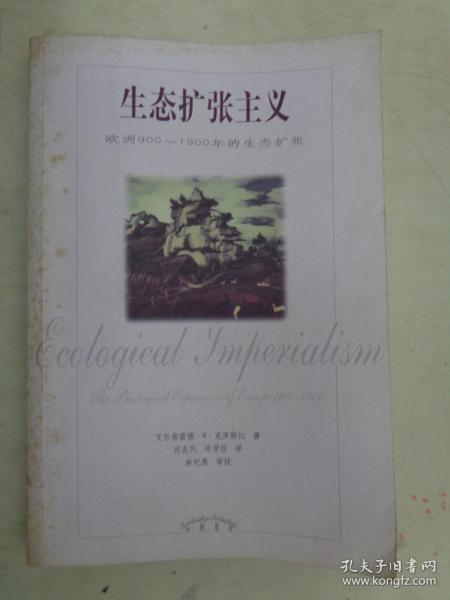 生态扩张主义
欧洲900～1900年的生态扩张
Ecological Imperialism
The Biological Expansion of Europe, 900-1900
艾尔弗雷德·W·克罗斯比 著
许友民 许学征 译
林纪焘 审校
孔夫子旧书网
www.kongfz.com